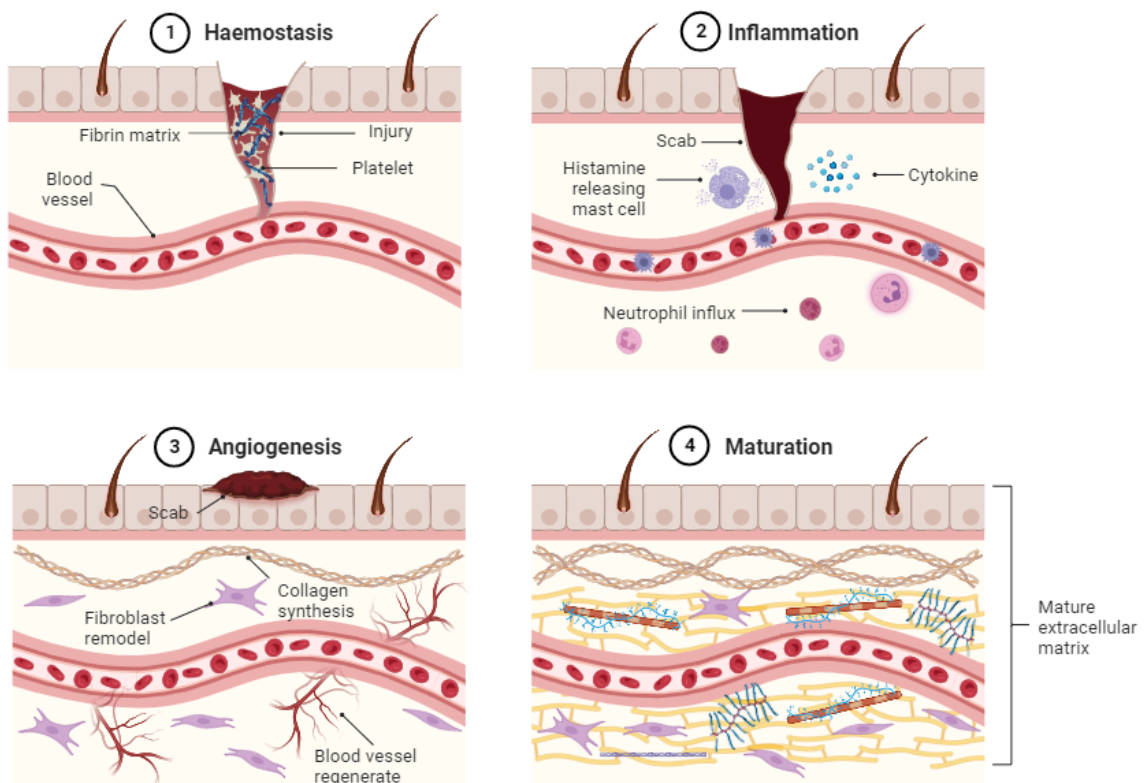 1 Haemostasis
Fibrin matrix
Injury
Platelet
Blood
vessel
2 Inflammation
Scab
Histamine
releasing
mast cell
Cytokine
Neutrophil influx
3 Angiogenesis
Scab
Collagen
synthesis
Fibroblast
remodel
Blood vessel
regenerate
4 Maturation
Mature
extracellular
matrix